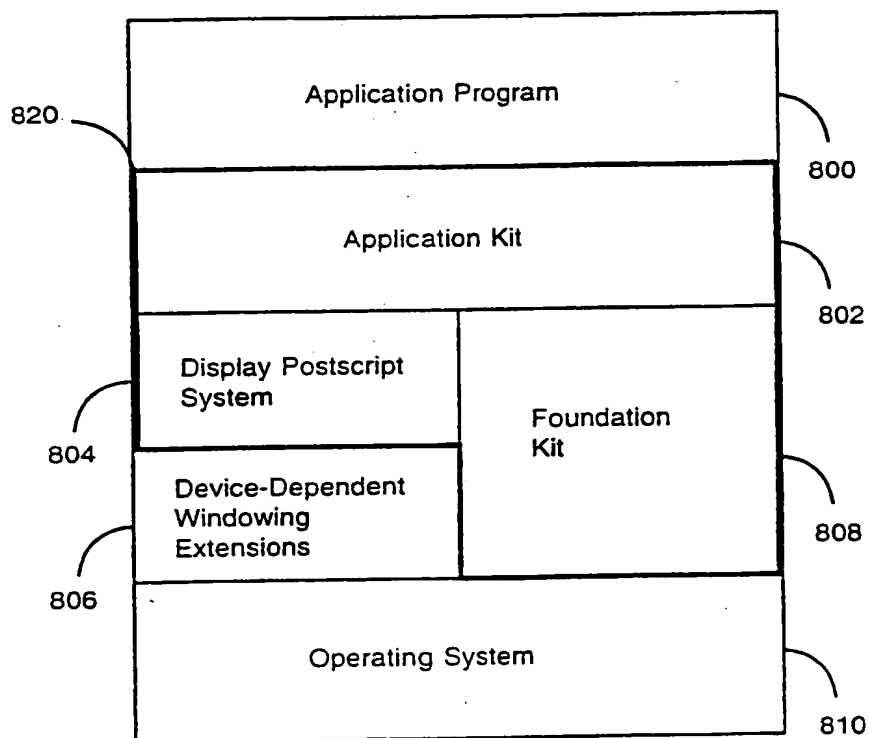 Application Program
820
800
Application Kit
802
Display Postscript
System
Foundation
Kit
804
Device-Dependent
Windowing
Extensions
808
806
Operating System
810